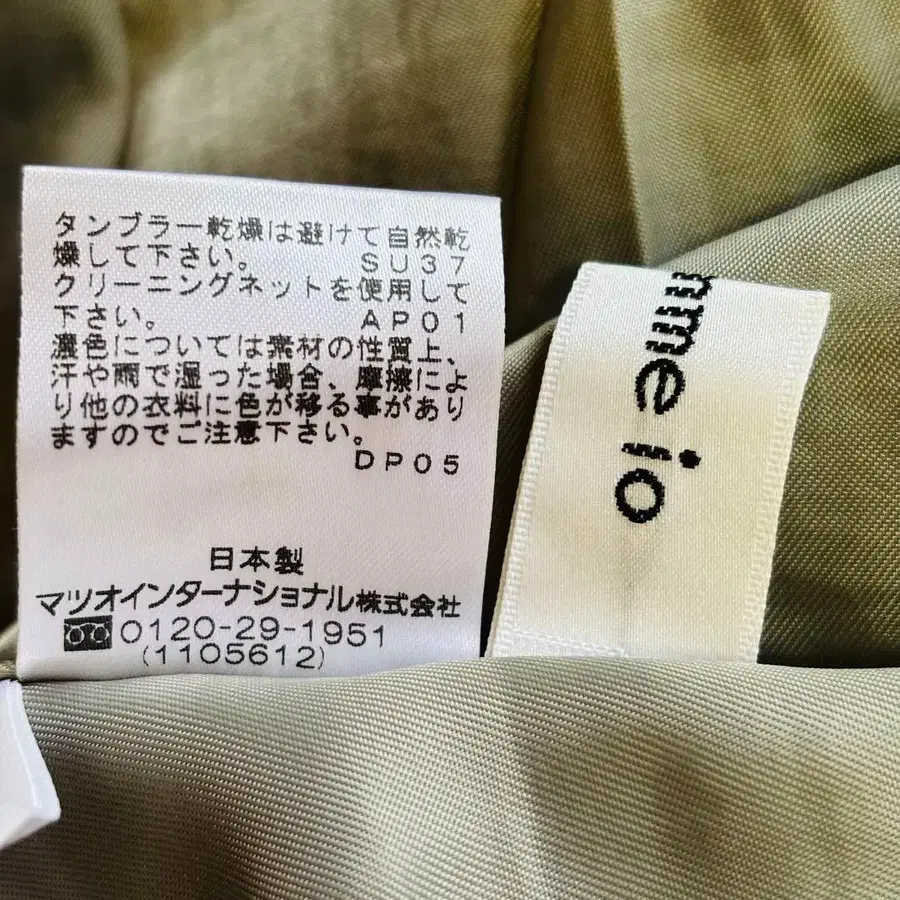 タンブラー乾燥は避けて自然乾
燥して下さい。 SU37
クリーニングネットを使用して
下さい。 AP01
濃色については素材の性質上、
汗や雨で湿った場合、摩擦によ
り他の衣料に色が移る事があり
ますのでご注意下さい。
DP05
日本製
マツオインターナショナル株式会社
0120-29-1951
(1105612)
mme io